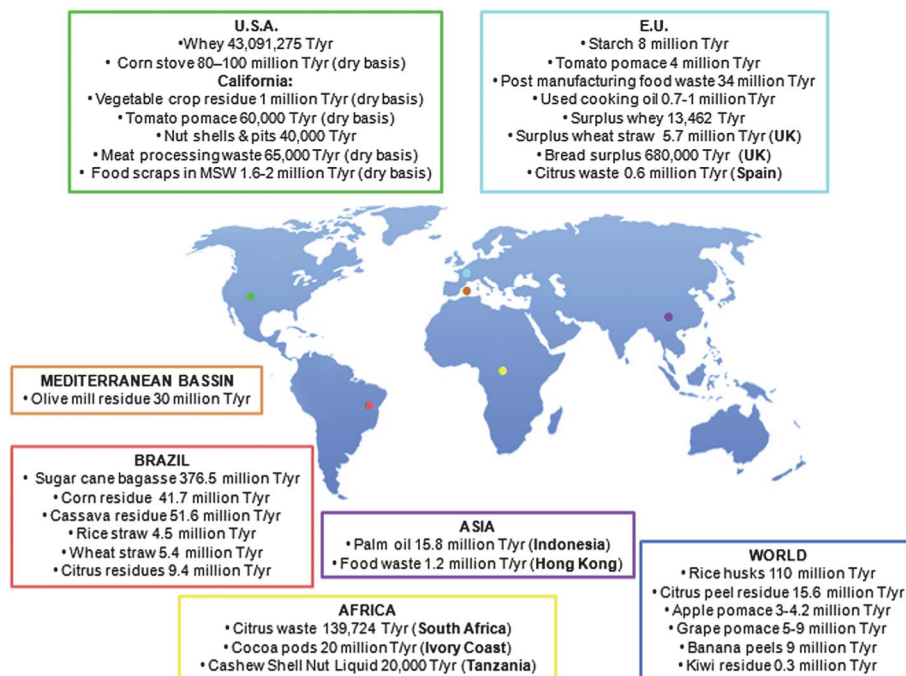 U.S.A.
•Whey 43,091,275 T/yr
• Corn stove 80–100 million T/yr (dry basis)
California:
•Vegetable crop residue 1 million T/yr (dry basis)
•Tomato pomace 60,000 T/yr (dry basis)
•Nut shells & pits 40,000 T/yr
•Meat processing waste 65,000 T/yr (dry basis)
• Food scraps in MSW 1.6-2 million T/yr (dry basis)
E.U.
•Starch 8 million T/yr
•Tomato pomace 4 million T/yr
•Post manufacturing food waste 34 million T/yr
•Used cooking oil 0.7-1 million T/yr
•Surplus whey 13,462 T/yr
•Surplus wheat straw 5.7 million T/yr (UK)
•Bread surplus 680,000 T/yr (UK)
• Citrus waste 0.6 million T/yr (Spain)
MEDITERRANEAN BASSIN
• Olive mill residue 30 million T/yr
BRAZIL
• Sugar cane bagasse 376.5 million T/yr
• Corn residue 41.7 million T/yr
•Cassava residue 51.6 million T/yr
•Rice straw 4.5 million T/yr
•Wheat straw 5.4 million T/yr
• Citrus residues 9.4 million T/yr
ASIA
• Palm oil 15.8 million T/yr (Indonesia)
• Food waste 1.2 million T/yr (Hong Kong)
AFRICA
• Citrus waste 139,724 T/yr (South Africa)
• Cocoa pods 20 million T/yr (Ivory Coast)
• Cashew Shell Nut Liquid 20,000 T/yr (Tanzania)
WORLD
•Rice husks 110 million T/yr
•Citrus peel residue 15.6 million T/yr
•Apple pomace 3-4.2 million T/yr
•Grape pomace 5-9 million T/yr
•Banana peels 9 million T/yr
•Kiwi residue 0.3 million T/yr